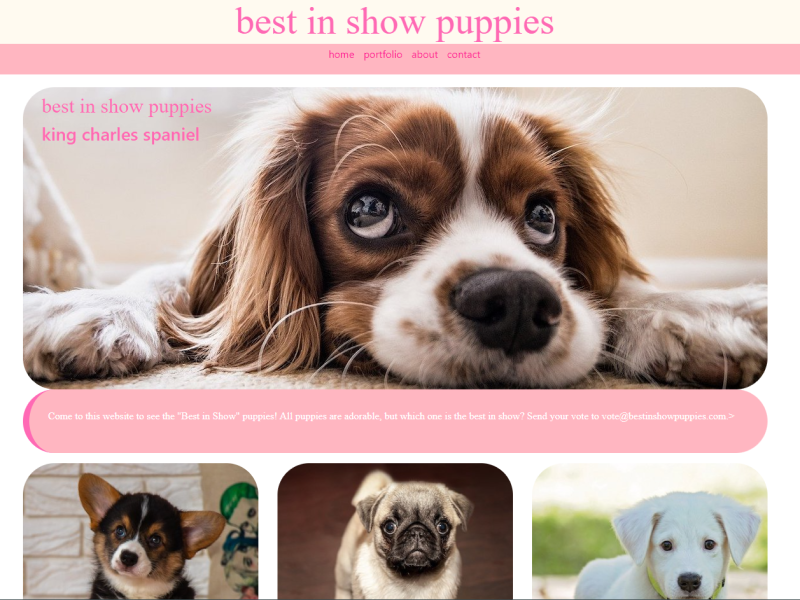 best in show puppies
home portfolio about contact
best in show puppies
king charles spaniel
Come to this website to see the "Best in Show" puppies! All puppies are adorable, but which one is the best in show? Send your vote to vote@bestinshowpuppies.com.>